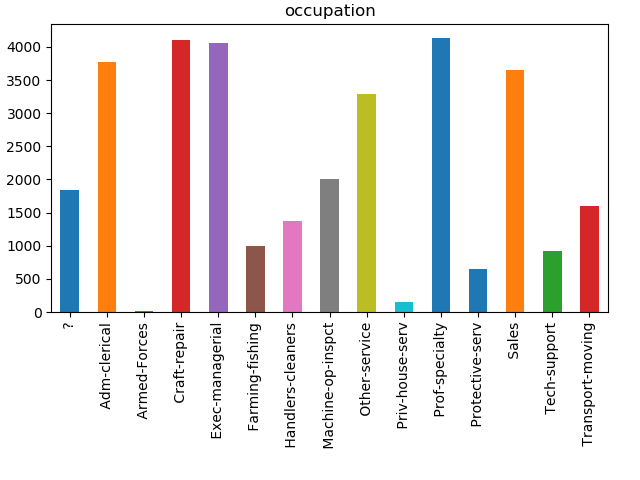 occupation
4000
3500
3000
2500
2000
1500
1000
500
0
?
Adm-clerical
Armed-Forces
Craft-repair
Exec-managerial
Farming-fishing
Handlers-cleaners
Machine-op-inspct
Other-service
Priv-house-serv
Prof-specialty
Protective-serv
Sales
Tech-support
Transport-moving